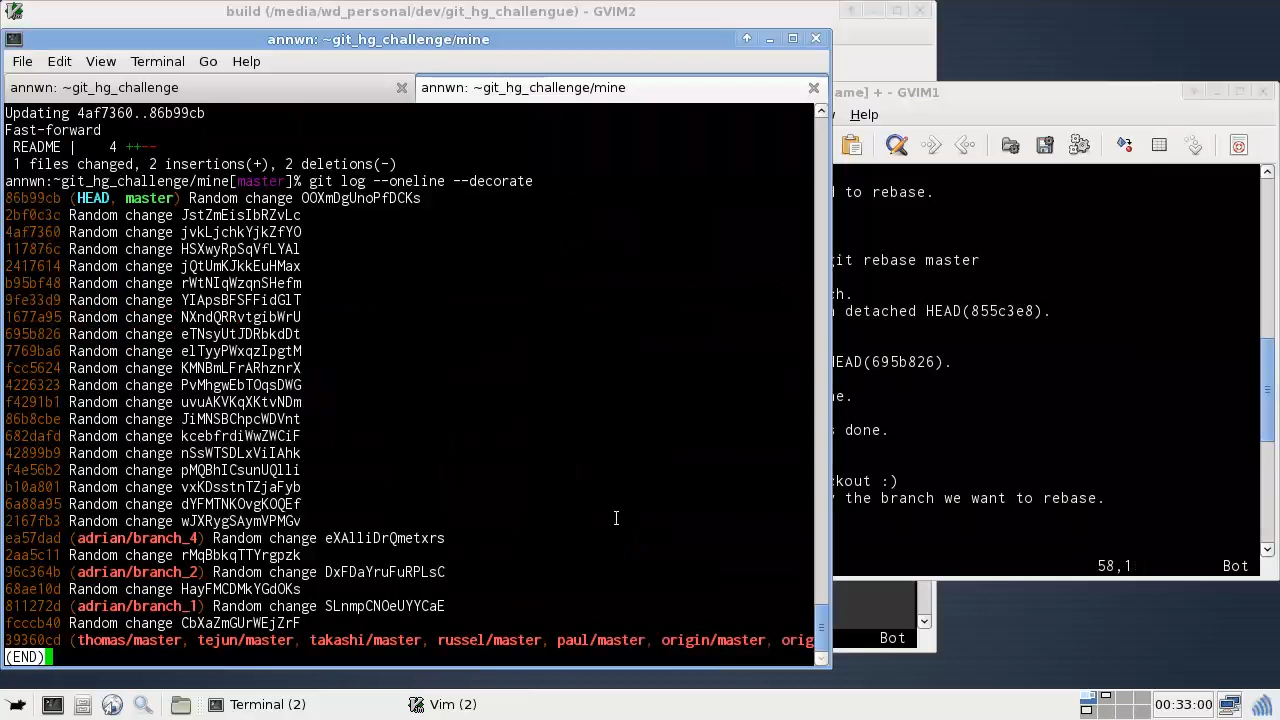 build (/media/wd_personal/dev/git_hg_challengue) - GVIM2
annwn: ~git_hg_challenge/mine
File Edit View Terminal Go Help
annwn: ~git_hg_challenge
annwn: ~git_hg_challenge/mine
Updating 4af7360..86b99cb
Fast-forward
README | 4 ++--
1 files changed, 2 insertions(+), 2 deletions(-)
annwn:~git_hg_challenge/mine[master]% git log --oneline --decorate
86b99cb (HEAD, master) Random change OOXmDgUnoPfDCKs
2bf0c3c Random change JstZmEisIbRZvLc
4af7360 Random change jvkLjchkYjkZfYO
117876c Random change HSXwyRpSqVfLYAl
2417614 Random change jQtUmKJkkEuHMax
b95bf48 Random change rWtNIqWzqnSHefm
9fe33d9 Random change YIApsBFSFFidGlT
1677a95 Random change NXndQRRvtgibWrU
695b826 Random change eTNsyUtJDRbkdDt
7769ba6 Random change elTyyPWxqzIpgtM
fcc5624 Random change KMNBmLFrARhznrX
4226323 Random change PvMhgwEbTOqsDWG
f4291b1 Random change uvuAKVKqXKtvNDm
86b8cbe Random change JiMNSBChpcWDVnt
682dafd Random change kcebfrdiWwZWCiF
42899b9 Random change nSsWTSDLxViIAhk
f4e56b2 Random change pMQBhICsunUQlli
b10a801 Random change vxKDsstnTZjaFyb
6a88a95 Random change dYFMTNKOvgKOQEf
2167fb3 Random change wJXRygSAymVPMGv
ea57dad (adrian/branch_4) Random change eXAlliDrQmetxrs
2aa5c11 Random change rMqBbkqTTYrgpzk
96c364b (adrian/branch_2) Random change DxFDaYruFuRPLsC
68ae10d Random change HayFMCDMkYGdOKs
811272d (adrian/branch_1) Random change SLnmpCNOeUYYCaE
fcccb40 Random change CbXaZmGUrWEjZrF
39360cd (thomas/master, tejun/master, takashi/master, russel/master, paul/master, origin/master, orig
(END)
ame] + - GVIM1
Help
d to rebase.
git rebase master
ch.
detached HEAD(855c3e8).
HEAD(695b826).
ne.
s done.
ckout :)
y the branch we want to rebase.
58,1 Bot
Bot
Terminal (2)
Vim (2)
00:33:00